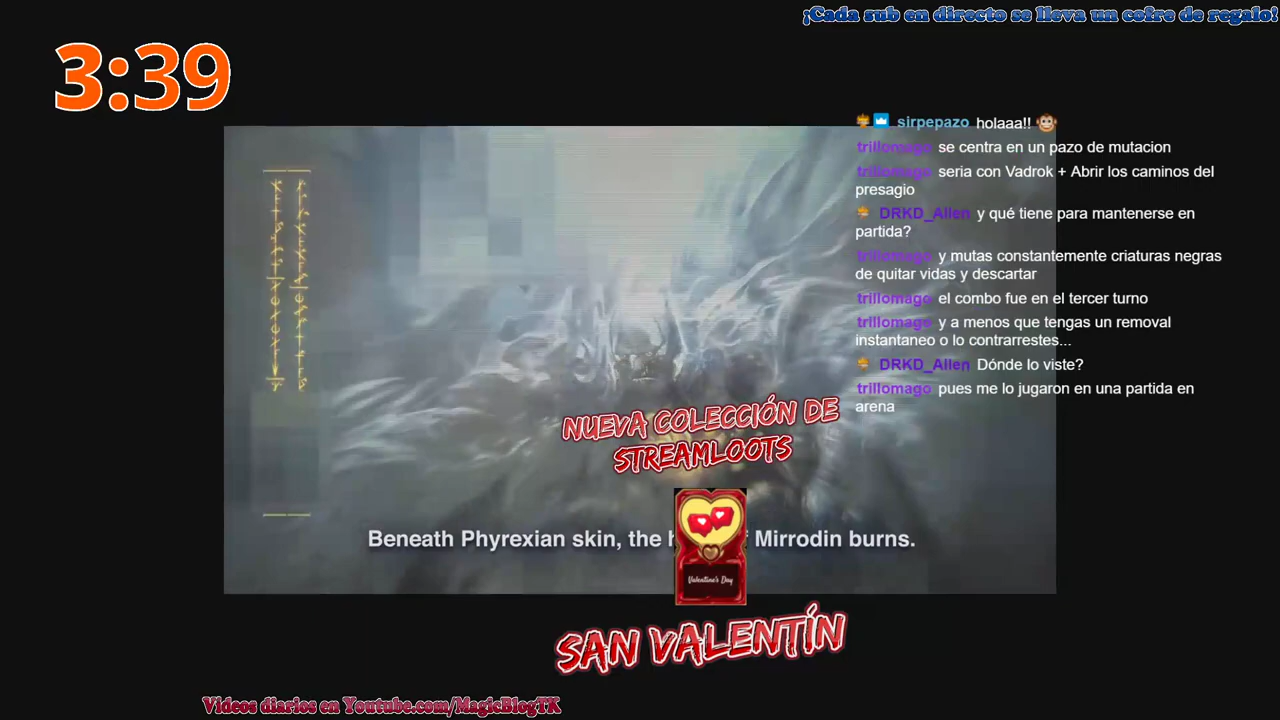 ¡Cada sub en directo se lleva un cofre de regalo!
3:39
sirpepazo holaaa!!
trillomago se centra en un pazo de mutacion
trillomago seria con Vadrok + Abrir los caminos del
presagio
DRKD_Allen y qué tiene para mantenerse en
partida?
trillomago y mutas constantemente criaturas negras
de quitar vidas y descartar
trillomago el combo fue en el tercer turno
trillomago y a menos que tengas un removal
instantaneo o lo contrarrestes...
DRKD_Allen Dónde lo viste?
trillomago pues me lo jugaron en una partida en
arena
NUEVA COLECCIÓN DE
STREAMLOOTS
Beneath Phyrexian skin, the Mirrodin burns.
Valentine's Day
SAN VALENTÍN
Videos diarios en Youtube.com/MagicBlogTK